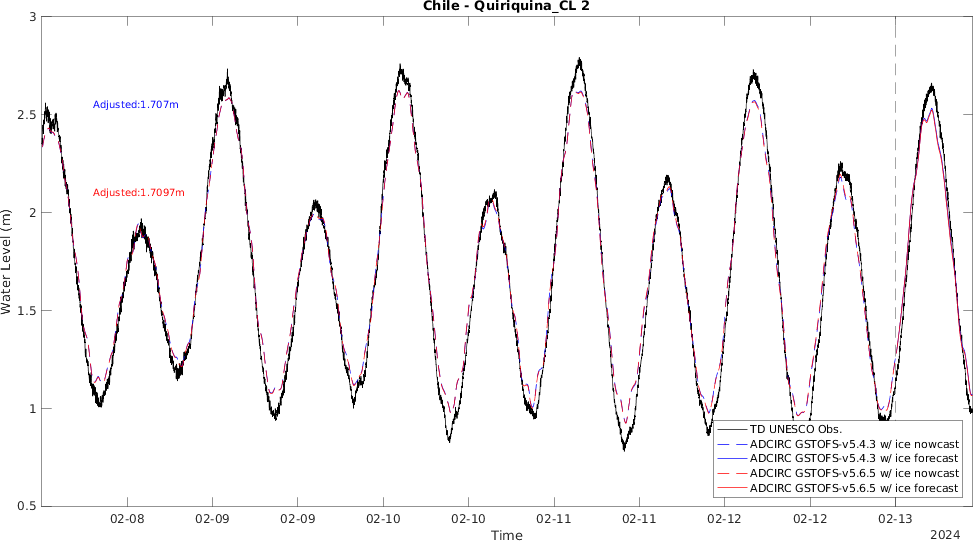 Chile - Quiriquina_CL 2
3
2.5
2
1.5
1
0.5
Water Level (m)
Adjusted:1.707m
Adjusted:1.7097m
TD UNESCO Obs.
ADCIRC GSTOFS-v5.4.3 w/ ice nowcast
ADCIRC GSTOFS-v5.4.3 w/ ice forecast
ADCIRC GSTOFS-v5.6.5 w/ ice nowcast
ADCIRC GSTOFS-v5.6.5 w/ ice forecast
02-08 02-09 02-09 02-10 02-10 02-11 02-11 02-12 02-12 02-13
Time
2024